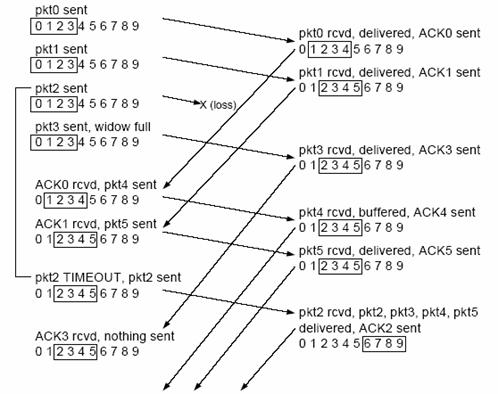 pkt0 sent
0 1 2 3 4 5 6 7 8 9
pkt1 sent
0 1 2 3 4 5 6 7 8 9
pkt2 sent
0 1 2 3 4 5 6 7 8 9
X (loss)
pkt3 sent, widow full
0 1 2 3 4 5 6 7 8 9
ACK0 rcvd, pkt4 sent
0 1 2 3 4 5 6 7 8 9
ACK1 rcvd, pkt5 sent
0 1 2 3 4 5 6 7 8 9
pkt2 TIMEOUT, pkt2 sent
0 1 2 3 4 5 6 7 8 9
ACK3 rcvd, nothing sent
0 1 2 3 4 5 6 7 8 9
pkt0 rcvd, delivered, ACK0 sent
0 1 2 3 4 5 6 7 8 9
pkt1 rcvd, delivered, ACK1 sent
0 1 2 3 4 5 6 7 8 9
pkt3 rcvd, delivered, ACK3 sent
0 1 2 3 4 5 6 7 8 9
pkt4 rcvd, buffered, ACK4 sent
0 1 2 3 4 5 6 7 8 9
pkt5 rcvd, delivered, ACK5 sent
0 1 2 3 4 5 6 7 8 9
pkt2 rcvd, pkt2, pkt3, pkt4, pkt5
delivered, ACK2 sent
0 1 2 3 4 5 6 7 8 9